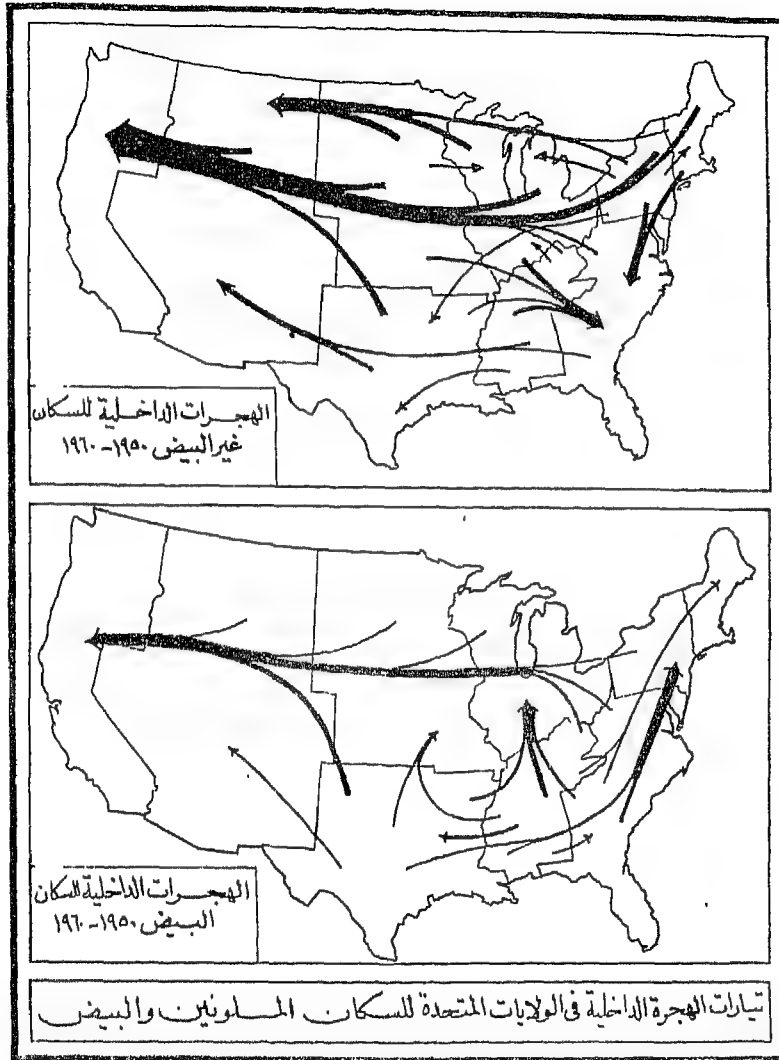 الهجرات الداخلية للسكان
غير البيض ١٩٥٠-١٩٦٠
الهجرات الداخلية للسكان
البيض ١٩٥٠-١٩٦٠
تيارات الهجرة الداخلية فى الولايات المتحدة للسكان الملونين والبيض